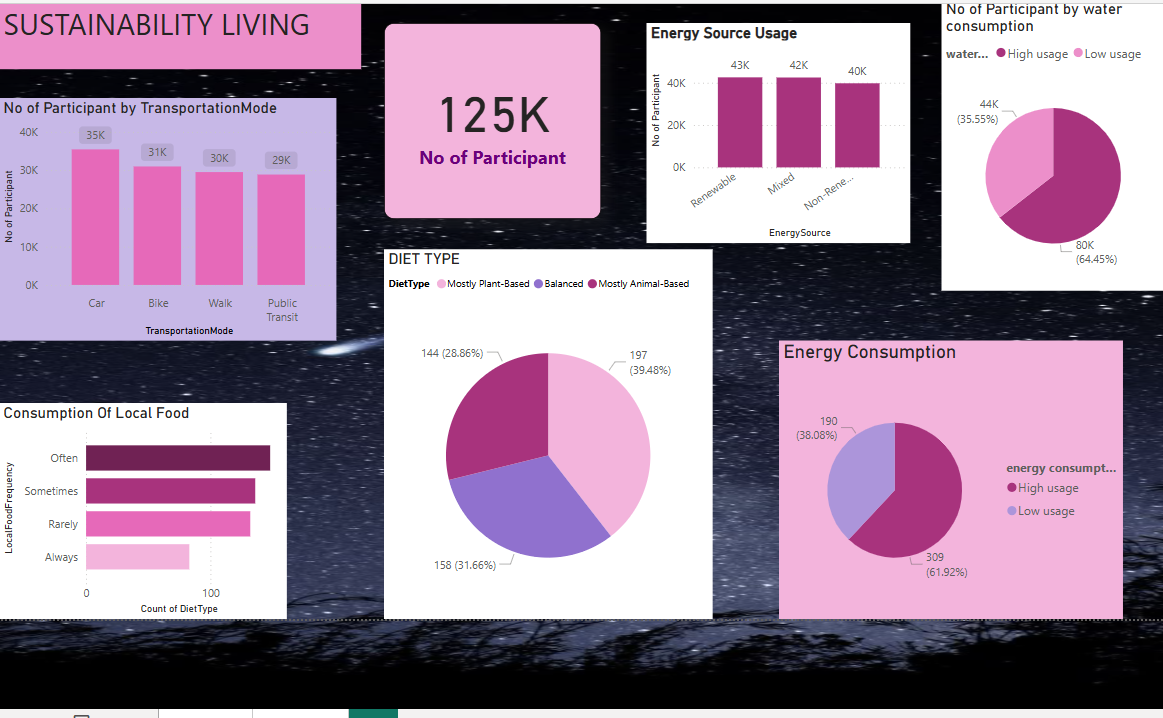 SUSTAINABILITY LIVING
No of Participant by TransportationMode
40K
30K
20K
10K
0K
No of Participant
35K
31K
30K
29K
Car
Bike
Walk
Public
Transit
TransportationMode
125K
No of Participant
Energy Source Usage
40K
20K
0K
No of Participant
43K
42K
40K
Renewable
Mixed
Non-Rene...
EnergySource
No of Participant by water
consumption
water... High usage Low usage
44K
(35.55%)
80K
(64.45%)
DIET TYPE
DietType Mostly Plant-Based Balanced Mostly Animal-Based
144 (28.86%)
197
(39.48%)
158 (31.66%)
Consumption Of Local Food
LocalFoodFrequency
Often
Sometimes
Rarely
Always
0 100
Count of DietType
Energy Consumption
190
(38.08%)
309
(61.92%)
energy consumpt...
High usage
Low usage